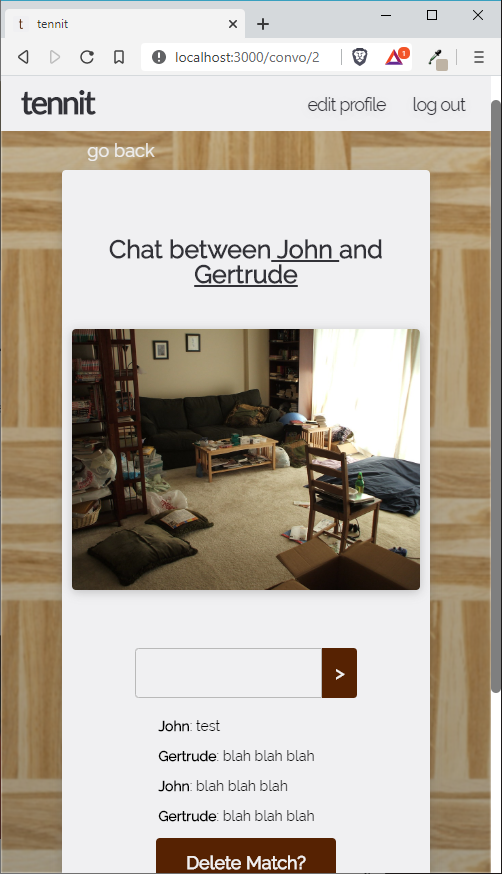 tennit
localhost:3000/convo/2
1
tennit
edit profile
log out
go back
Chat between John and
Gertrude
>
John: test
Gertrude: blah blah blah
John: blah blah blah
Gertrude: blah blah blah
Delete Match?